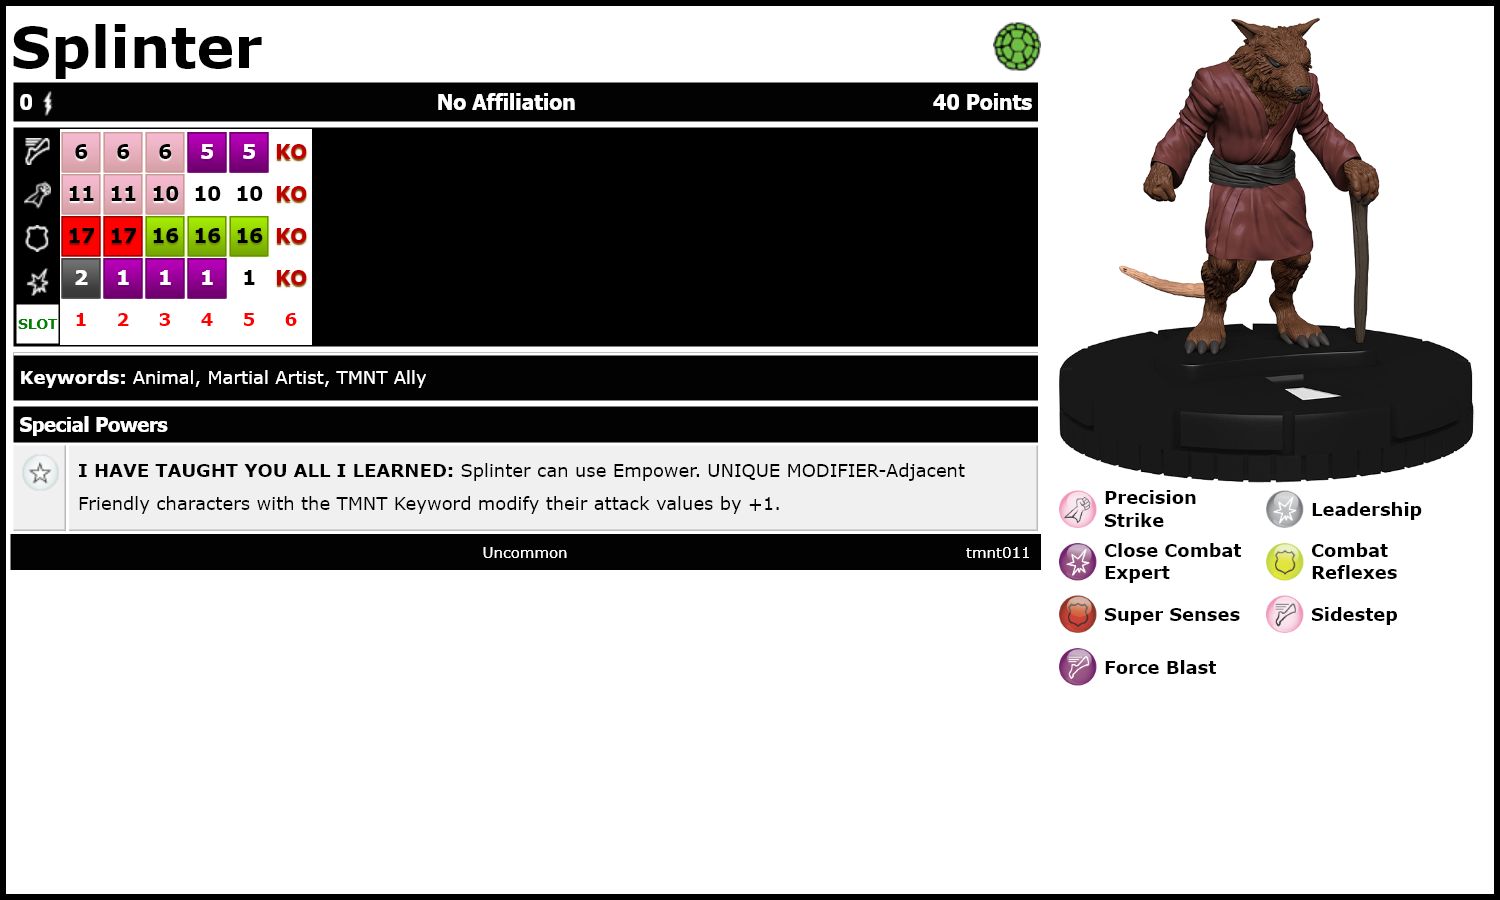 Splinter
0 No Affiliation 40 Points
6 6 6 5 5 KO
11 11 10 10 10 KO
17 17 16 16 16 KO
2 1 1 1 1 KO
SLOT 1 2 3 4 5 6
Keywords: Animal, Martial Artist, TMNT Ally
Special Powers
I HAVE TAUGHT YOU ALL I LEARNED: Splinter can use Empower. UNIQUE MODIFIER-Adjacent
Friendly characters with the TMNT Keyword modify their attack values by +1.
Uncommon tmnt011
Precision
Strike
Leadership
Close Combat
Expert
Combat
Reflexes
Super Senses
Sidestep
Force Blast